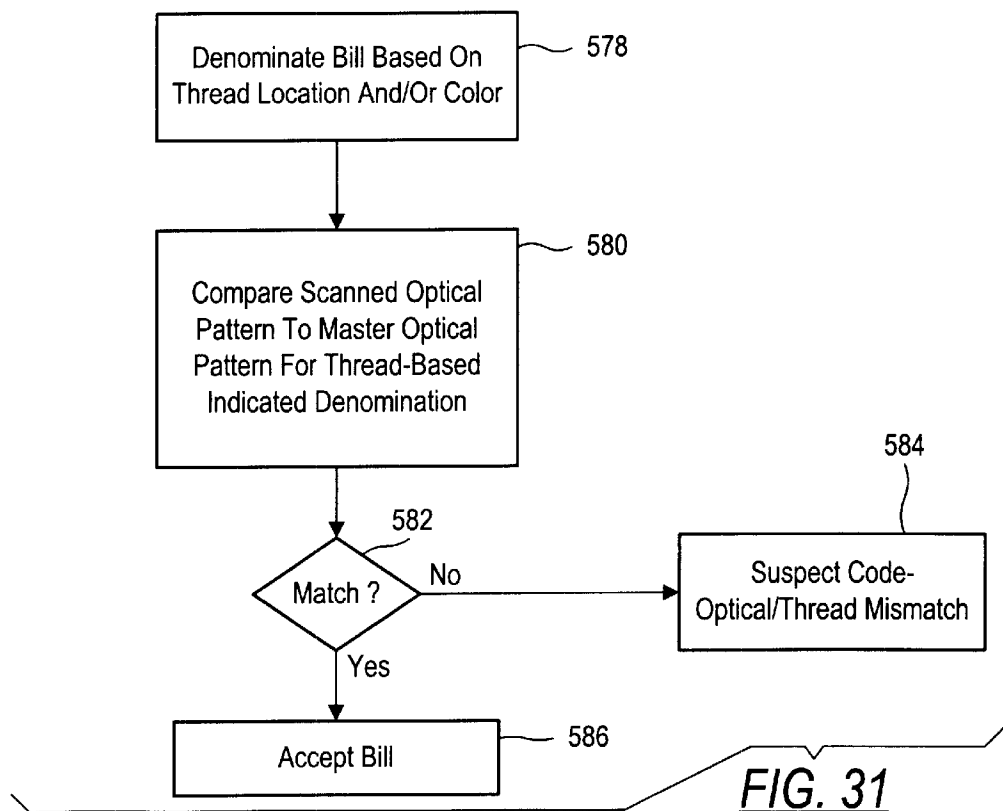 Denominate Bill Based On
Thread Location And/Or Color
578
Compare Scanned Optical
Pattern To Master Optical
Pattern For Thread-Based
Indicated Denomination
580
582
Match ?
No
Yes
584
Suspect Code-
Optical/Thread Mismatch
Accept Bill
586
FIG. 31